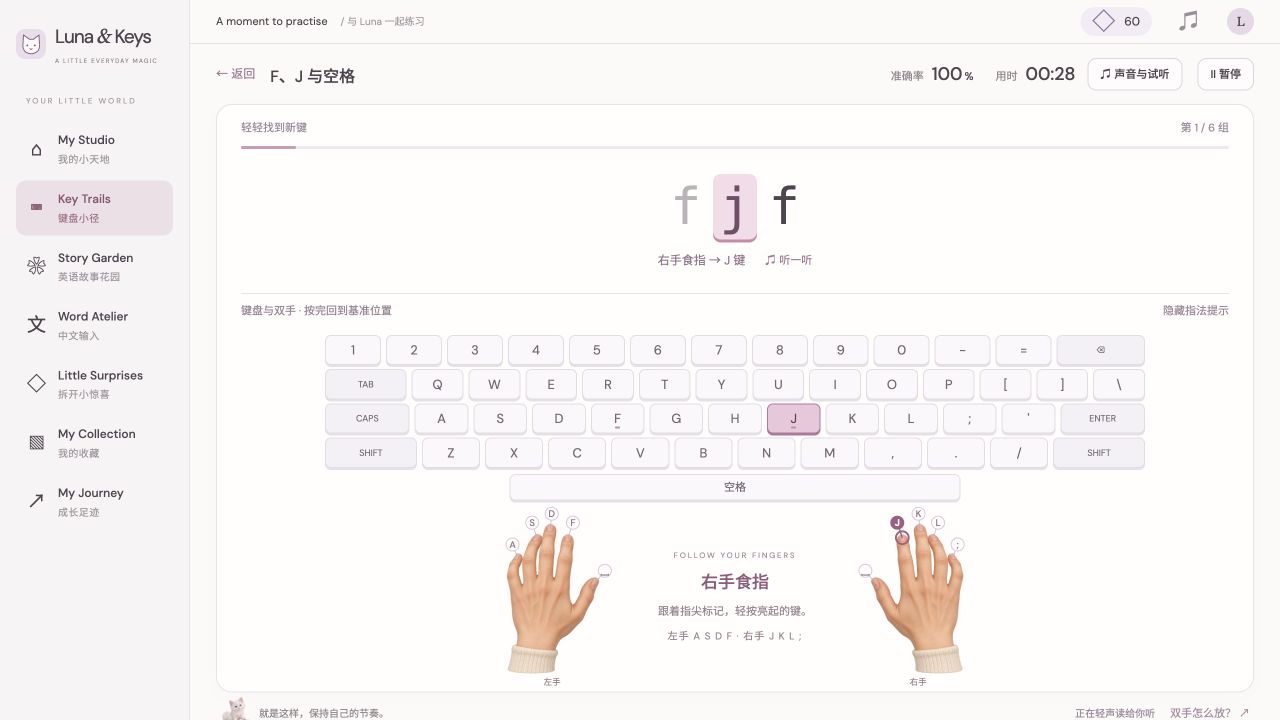 Luna & Keys
A LITTLE EVERYDAY MAGIC
YOUR LITTLE WORLD
My Studio
我的小天地
Key Trails
键盘小径
Story Garden
英语故事花园
文
Word Atelier
中文输入
Little Surprises
拆开小惊喜
My Collection
我的收藏
My Journey
成长足迹
A moment to practise / 与 Luna 一起练习
60
L
← 返回
F、J 与空格
准确率 100%
用时 00:28
♫ 声音与试听
II 暂停
轻轻找到新键
第 1 / 6 组
f j f
右手食指 → J 键
♫ 听一听
键盘与双手 · 按完回到基准位置
隐藏指法提示
1 2 3 4 5 6 7 8 9 0 - = ⌫
TAB Q W E R T Y U I O P [ ] \
CAPS A S D F G H J K L ; ' ENTER
SHIFT Z X C V B N M , . / SHIFT
空格
A S D F
J K L ;
FOLLOW YOUR FINGERS
右手食指
跟着指尖标记，轻按亮起的键。
左手 A S D F · 右手 J K L ;
左手
右手
就是这样，保持自己的节奏。
正在轻声读给你听
双手怎么放？ ↗